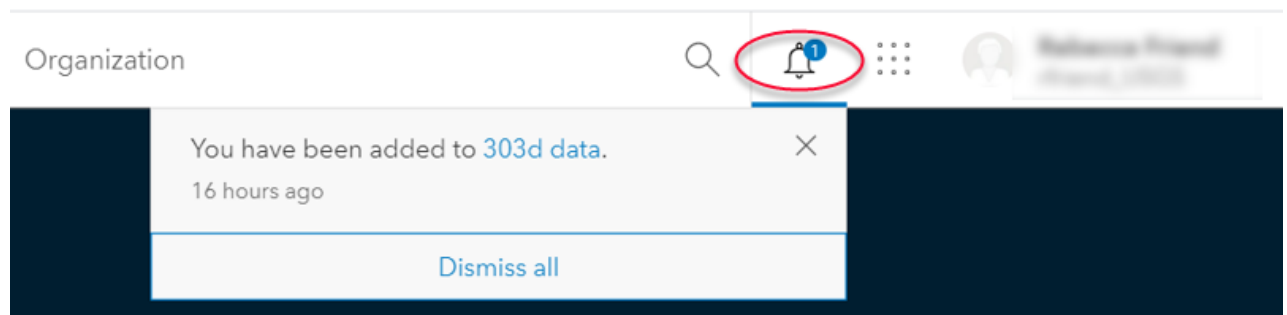 Organization
1
You have been added to 303d data.
16 hours ago
Dismiss all